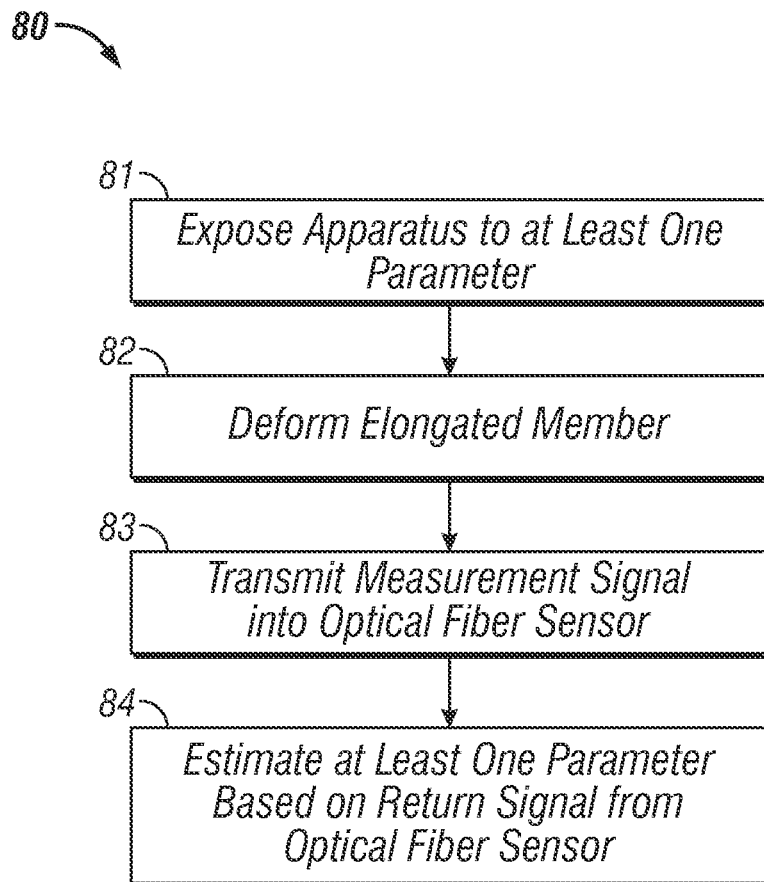 80
81
Expose Apparatus to at Least One
Parameter
82
Deform Elongated Member
83
Transmit Measurement Signal
into Optical Fiber Sensor
84
Estimate at Least One Parameter
Based on Return Signal from
Optical Fiber Sensor